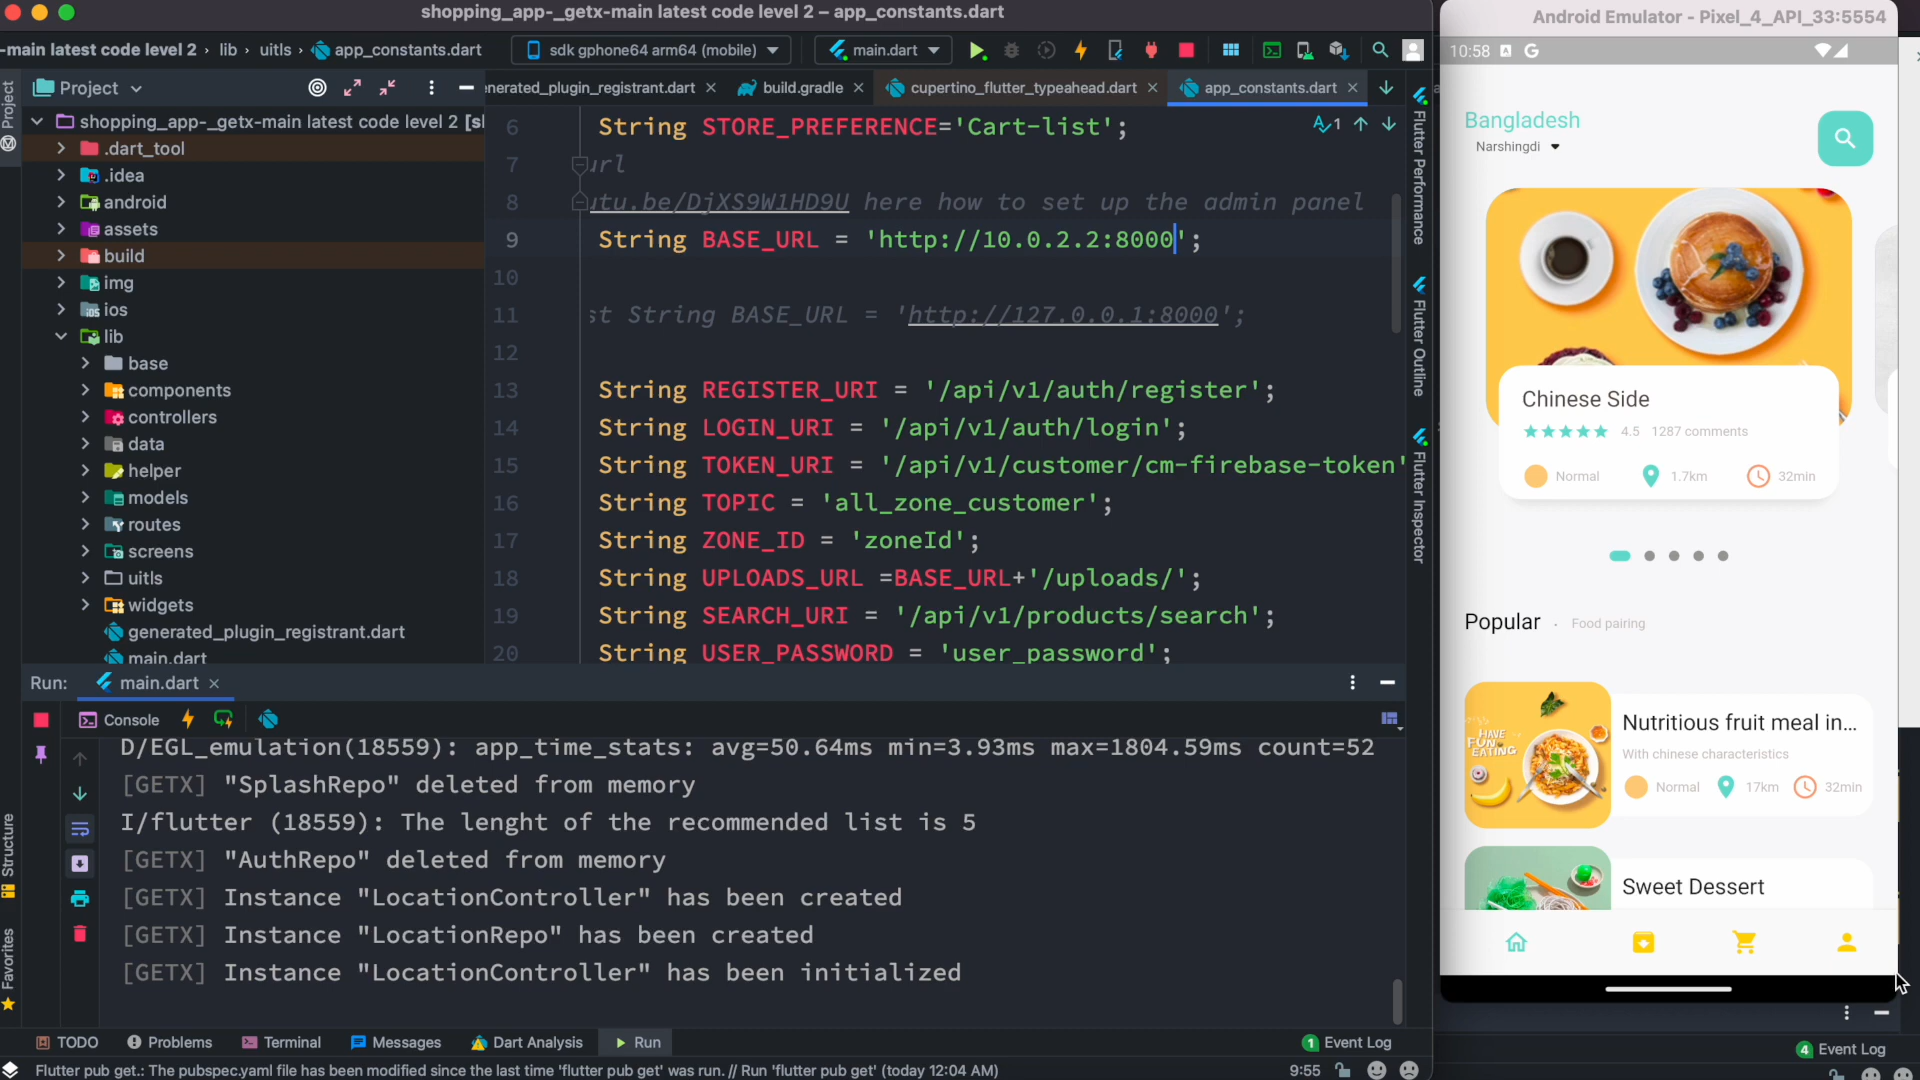 shopping_app-_getx-main latest code level 2 – app_constants.dart
-main latest code level 2 › lib › uitls › app_constants.dart
sdk gphone64 arm64 (mobile)
main.dart
Project
enerated_plugin_registrant.dart
build.gradle
cupertino_flutter_typeahead.dart
app_constants.dart
Project
shopping_app-_getx-main latest code level 2 [sl
.dart_tool
.idea
android
assets
build
img
ios
lib
base
components
controllers
data
helper
models
routes
screens
uitls
widgets
generated_plugin_registrant.dart
main.dart
6 String STORE_PREFERENCE='Cart-list';
7 url
8 utu.be/DjXS9W1HD9U here how to set up the admin panel
9 String BASE_URL = 'http://10.0.2.2:8000';
10
11 st String BASE_URL = 'http://127.0.0.1:8000';
12
13 String REGISTER_URI = '/api/v1/auth/register';
14 String LOGIN_URI = '/api/v1/auth/login';
15 String TOKEN_URI = '/api/v1/customer/cm-firebase-token'
16 String TOPIC = 'all_zone_customer';
17 String ZONE_ID = 'zoneId';
18 String UPLOADS_URL =BASE_URL+'/uploads/';
19 String SEARCH_URI = '/api/v1/products/search';
20 String USER_PASSWORD = 'user_password';
1
Flutter Performance
Flutter Outline
Flutter Inspector
Structure
Favorites
Run: main.dart
Console
D/EGL_emulation(18559): app_time_stats: avg=50.64ms min=3.93ms max=1804.59ms count=52
[GETX] "SplashRepo" deleted from memory
I/flutter (18559): The lenght of the recommended list is 5
[GETX] "AuthRepo" deleted from memory
[GETX] Instance "LocationController" has been created
[GETX] Instance "LocationRepo" has been created
[GETX] Instance "LocationController" has been initialized
TODO Problems Terminal Messages Dart Analysis Run 1 Event Log
Flutter pub get.: The pubspec.yaml file has been modified since the last time 'flutter pub get' was run. // Run 'flutter pub get' (today 12:04 AM) 9:55
Android Emulator - Pixel_4_API_33:5554
10:58 A G
Bangladesh
Narshingdi
Chinese Side
4.5 1287 comments
Normal 1.7km 32min
Popular . Food pairing
HAVE
FUN
EATING
Nutritious fruit meal in...
With chinese characteristics
Normal 17km 32min
Sweet Dessert
4 Event Log